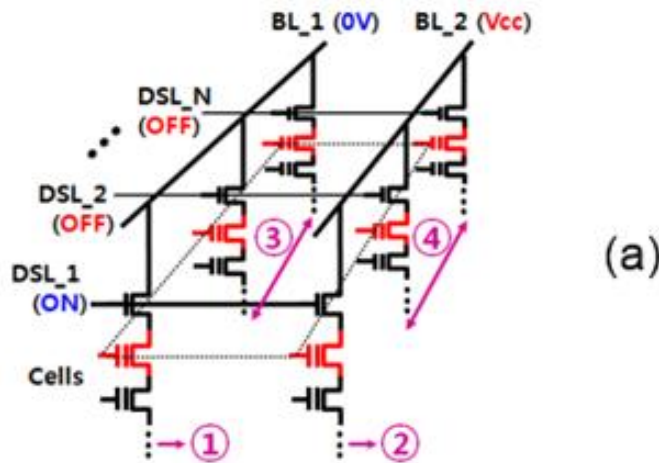 BL_1 (0V) BL_2 (Vcc)
DSL_N
(OFF)
DSL_2
(OFF)
③ ④
(a)
DSL_1
(ON)
Cells
① ②